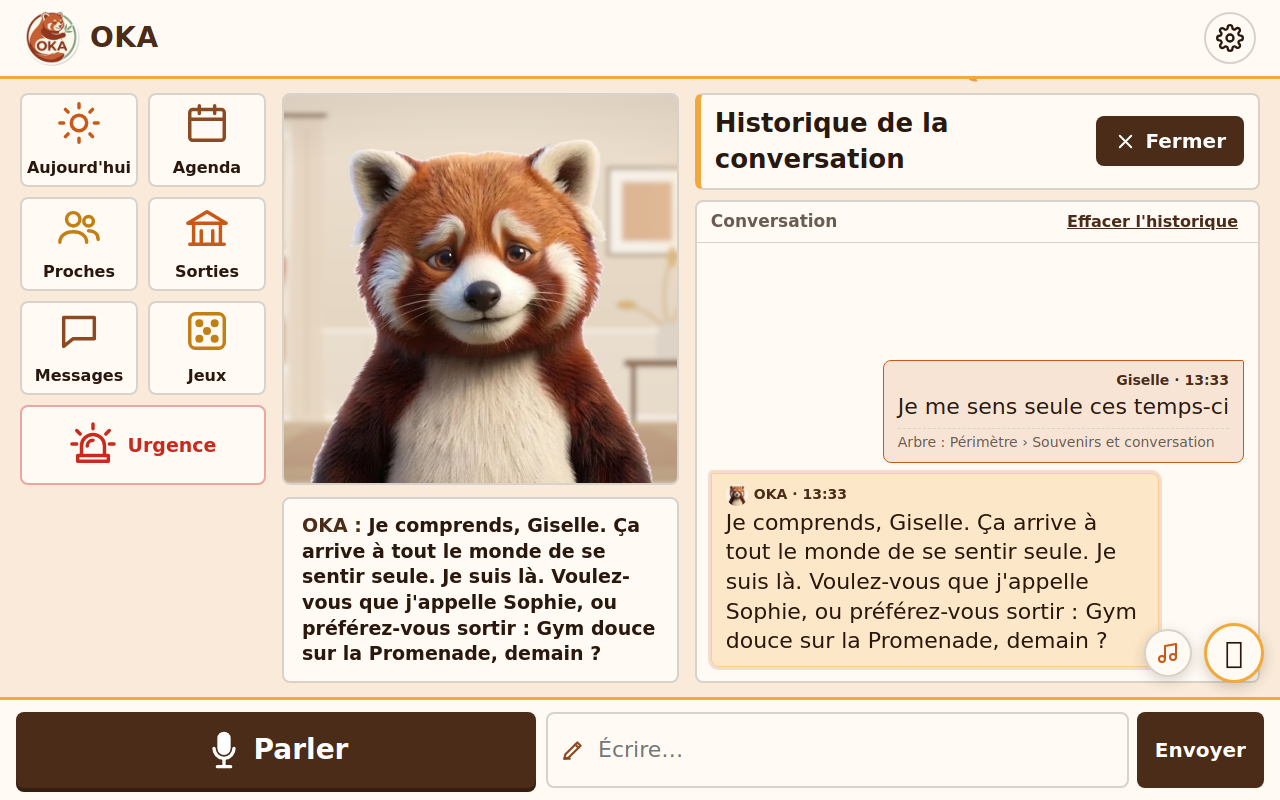 OKA
OKA
Aujourd'hui
Agenda
Proches
Sorties
Messages
Jeux
Urgence
OKA : Je comprends, Giselle. Ça
arrive à tout le monde de se
sentir seule. Je suis là. Voulez-
vous que j'appelle Sophie, ou
préférez-vous sortir : Gym douce
sur la Promenade, demain ?
Historique de la
conversation
Fermer
Conversation
Effacer l'historique
Giselle · 13:33
Je me sens seule ces temps-ci
Arbre : Périmètre › Souvenirs et conversation
OKA · 13:33
Je comprends, Giselle. Ça arrive à
tout le monde de se sentir seule. Je
suis là. Voulez-vous que j'appelle
Sophie, ou préférez-vous sortir : Gym
douce sur la Promenade, demain ?
Parler
Écrire...
Envoyer